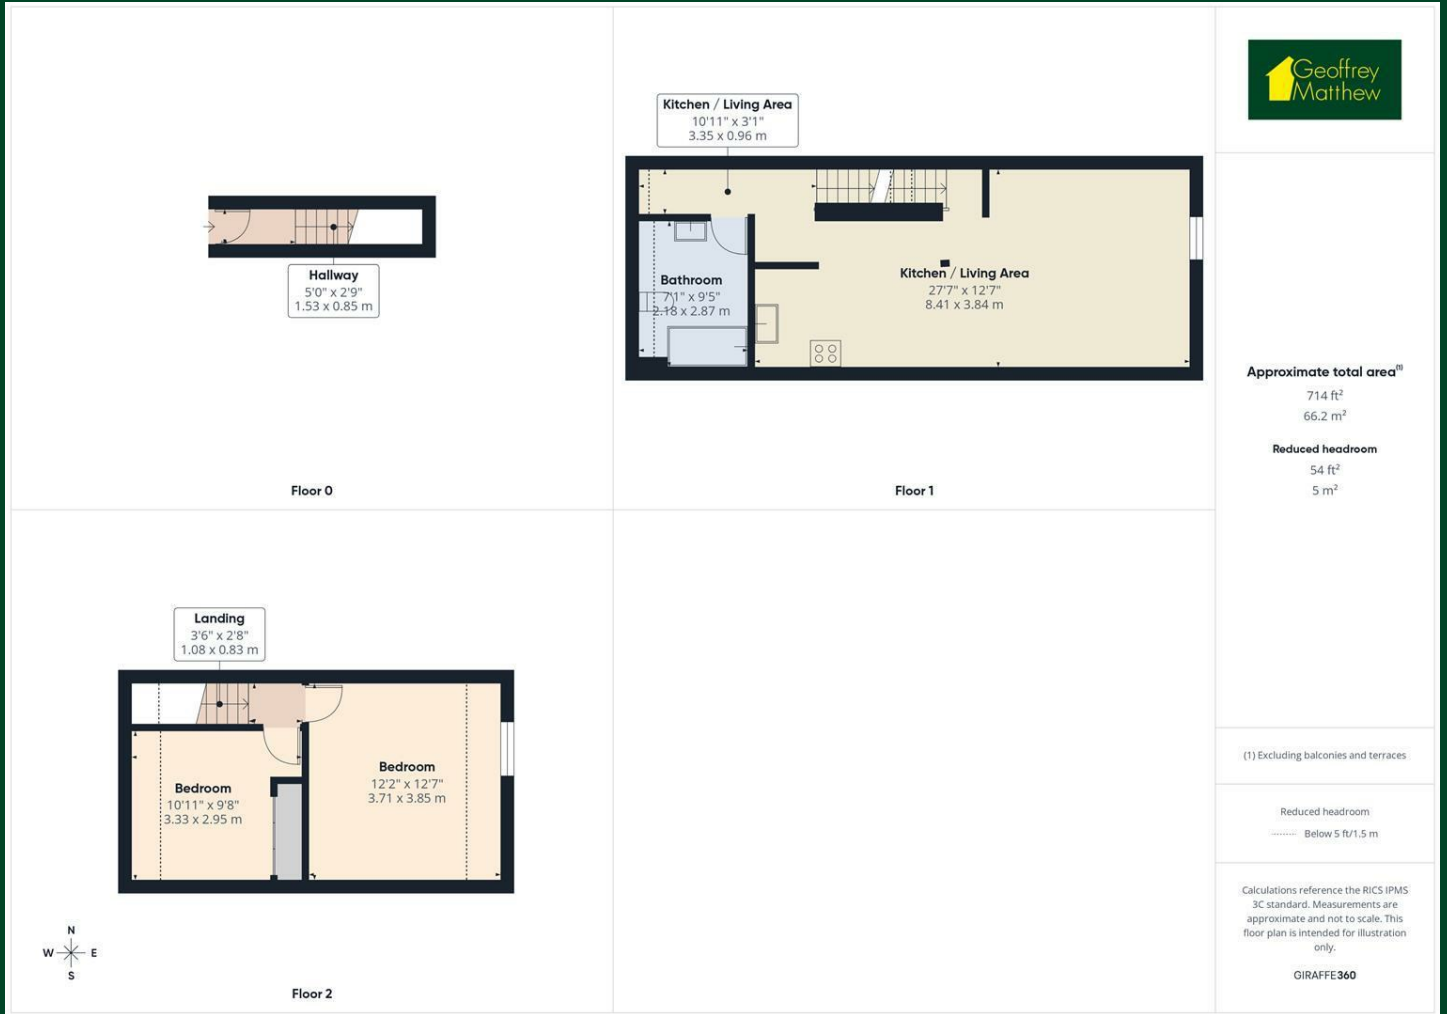 Geoffrey
Matthew
Kitchen / Living Area
10'11" x 3'1"
3.35 x 0.96 m
Hallway
5'0" x 2'9"
1.53 x 0.85 m
Bathroom
7'1" x 9'5"
2.18 x 2.87 m
Kitchen / Living Area
27'7" x 12'7"
8.41 x 3.84 m
Floor 0
Floor 1
Landing
3'6" x 2'8"
1.08 x 0.83 m
Bedroom
10'11" x 9'8"
3.33 x 2.95 m
Bedroom
12'2" x 12'7"
3.71 x 3.85 m
N
W E
S
Floor 2
Approximate total area(1)
714 ft²
66.2 m²
Reduced headroom
54 ft²
5 m²
(1) Excluding balconies and terraces
Reduced headroom
Below 5 ft/1.5 m
Calculations reference the RICS IPMS
3C standard. Measurements are
approximate and not to scale. This
floor plan is intended for illustration
only.
GIRAFFE360